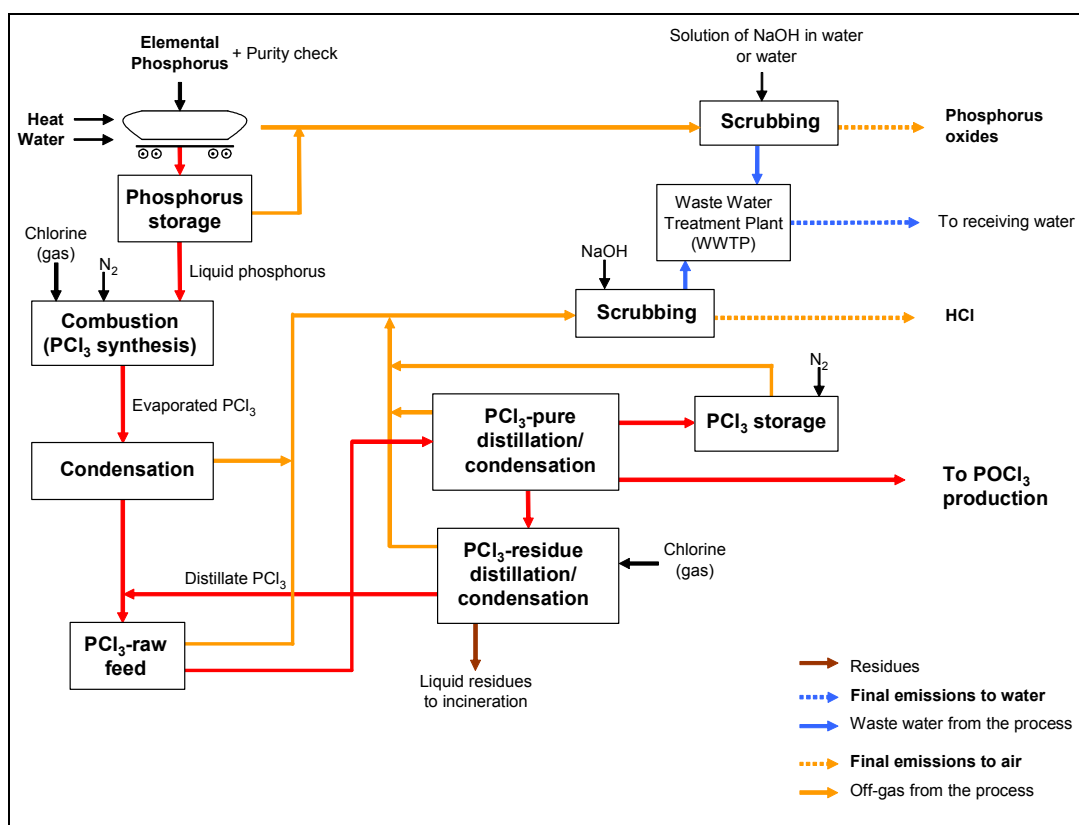 Elemental
Phosphorus
+ Purity check
Heat
Water
Solution of NaOH in water
or water
Scrubbing
Phosphorus
oxides
Phosphorus
storage
Waste Water
Treatment Plant
(WWTP)
To receiving water
Chlorine
(gas)
N₂
Liquid phosphorus
NaOH
Scrubbing
HCl
Combustion
(PCl₃ synthesis)
Evaporated PCl₃
N₂
PCl₃-pure
distillation/
condensation
PCl₃ storage
Condensation
To POCl₃
production
PCl₃-residue
distillation/
condensation
Chlorine
(gas)
Distillate PCl₃
PCl₃-raw
feed
Liquid residues
to incineration
Residues
Final emissions to water
Waste water from the process
Final emissions to air
Off-gas from the process